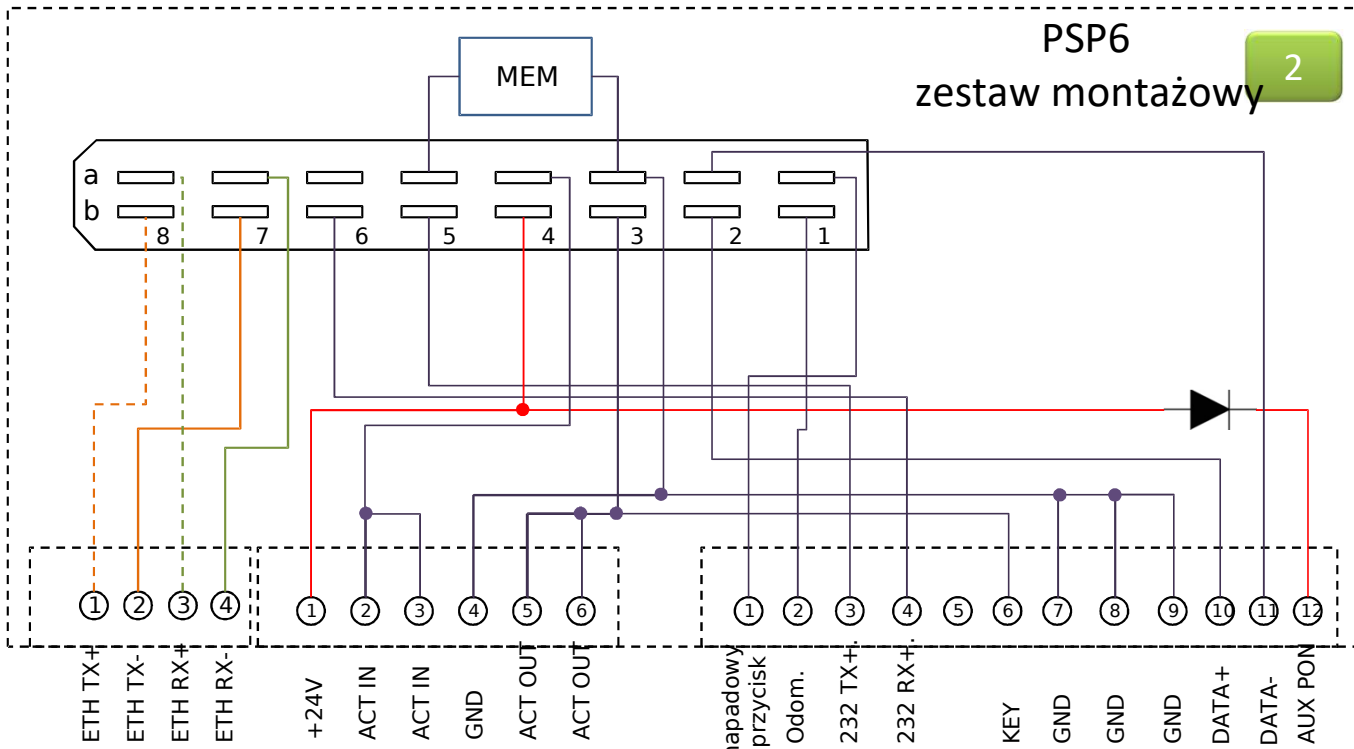 PSP6
zestaw montażowy
2
MEM
a
b
8 7 6 5 4 3 2 1
1 2 3 4
1 2 3 4 5 6
1 2 3 4 5 6 7 8 9 10 11 12
ETH TX+
ETH TX-
ETH RX+
ETH RX-
+24V
ACT IN
ACT IN
GND
ACT OUT
ACT OUT
napadowy
przycisk
Odom.
232 TX+.
232 RX+.
KEY
GND
GND
GND
DATA+
DATA-
AUX PON